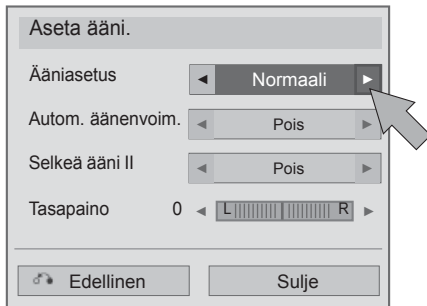 Aseta ääni.
Ääniasetus ◄ Normaali ►
Autom. äänenvoim. ◄ Pois ►
Selkeä ääni II ◄ Pois ►
Tasapaino 0 ◄ L R ►
Edellinen Sulje